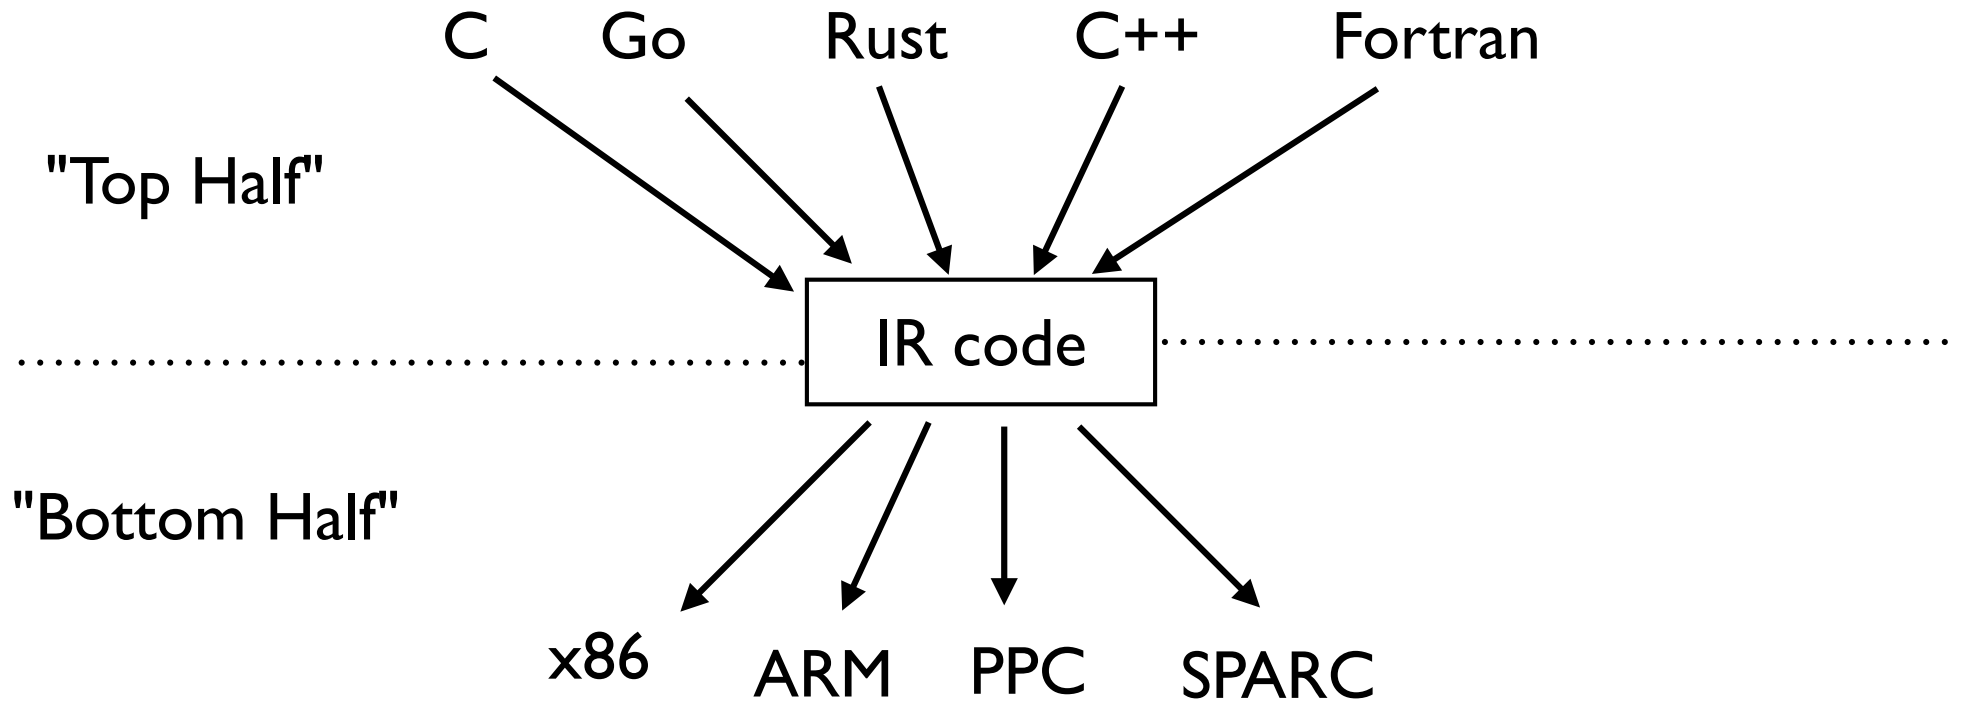 C Go Rust C++ Fortran
"Top Half"
IR code
"Bottom Half"
x86 ARM PPC SPARC